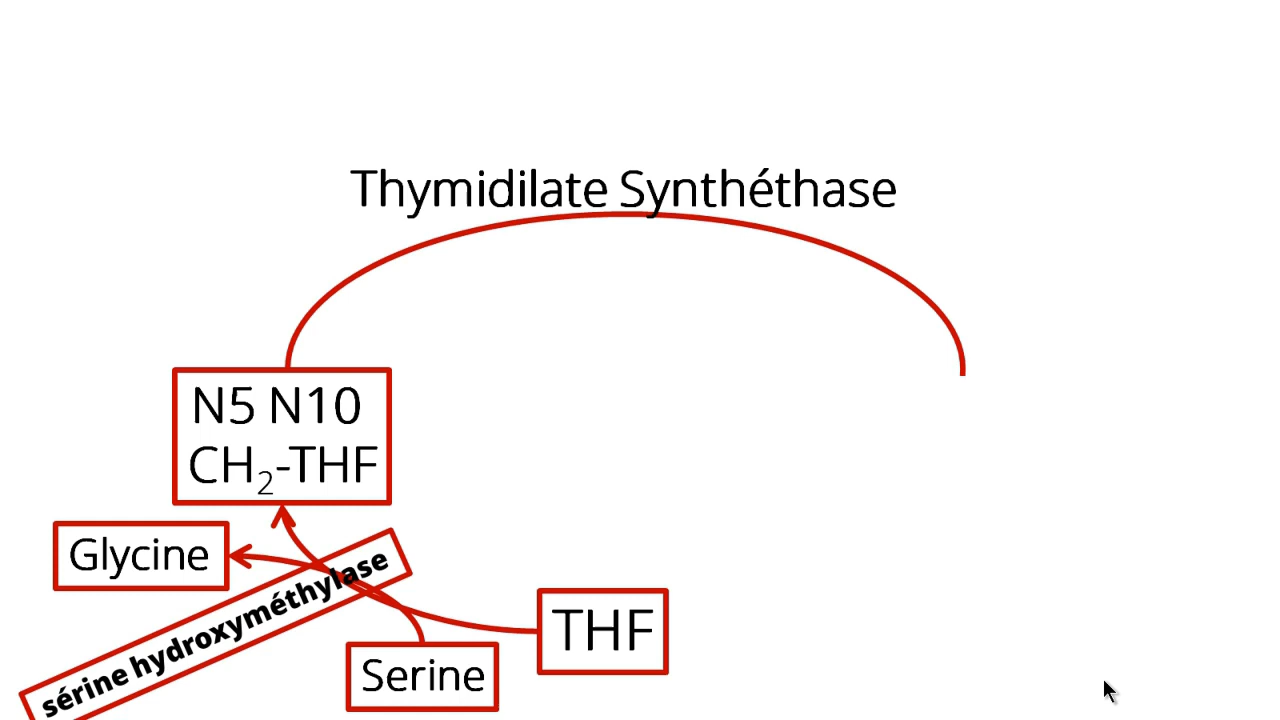 Thymidilate Synthéthase
N5 N10
CH₂-THF
Glycine
sérine hydroxyméthylase
THF
Serine